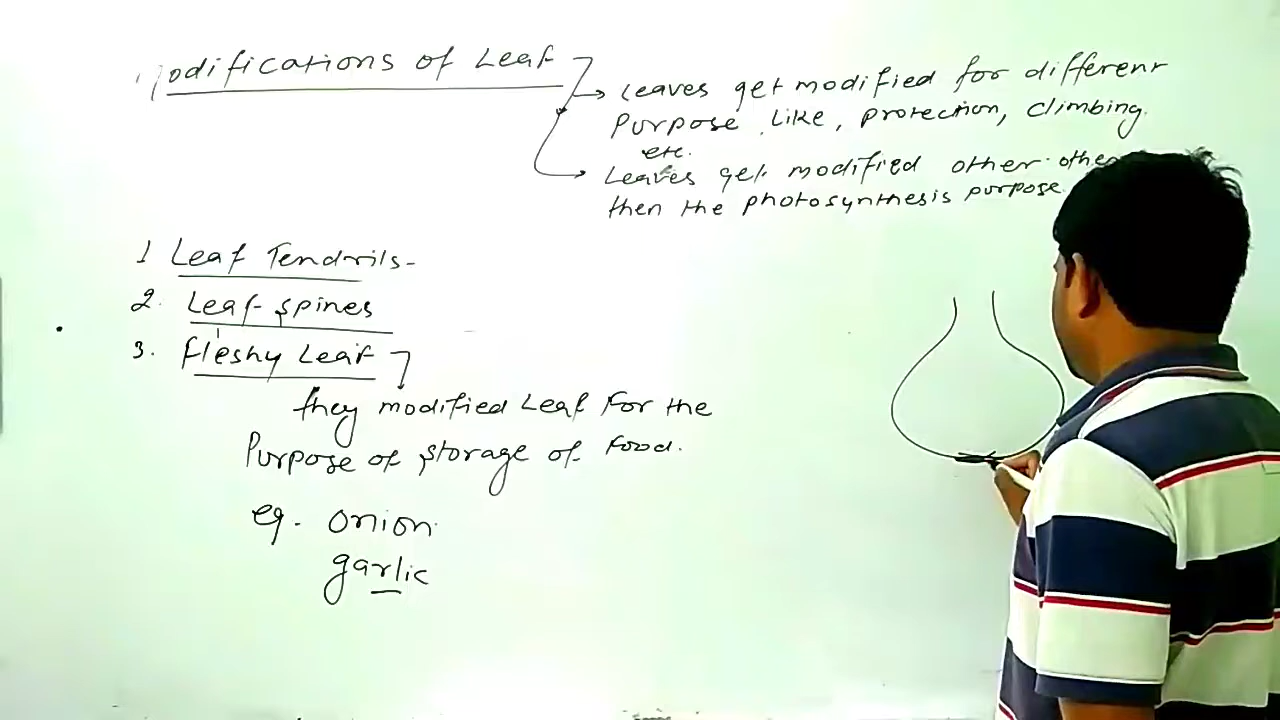 Modifications of Leaf
→ Leaves get modified for different
Purpose, Like, protection, climbing.
etc.
→ Leaves get modified other other
then the photosynthesis purpose.
1 Leaf Tendrils-
2. Leaf spines
3. fleshy Leaf
they modified Leaf for the
Purpose of storage of food.
eg. onion.
garlic